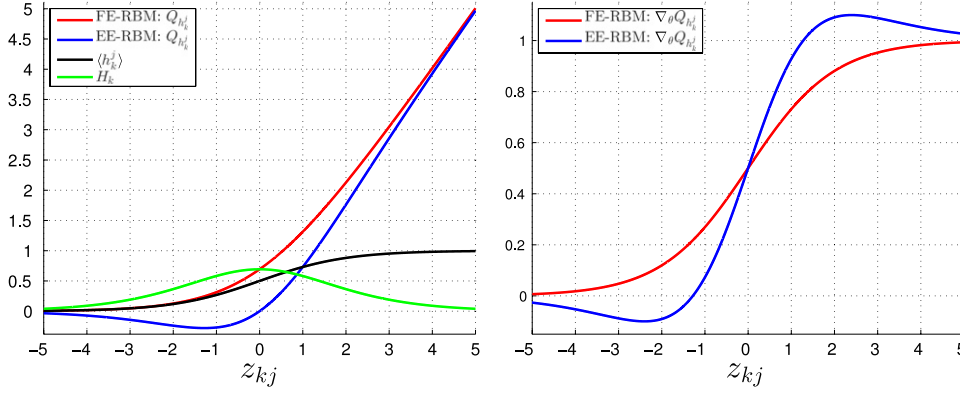 FE-RBM: Q_{h_k^j}
EE-RBM: Q_{h_k^j}
⟨h_k^j⟩
H_k
5
4.5
4
3.5
3
2.5
2
1.5
1
0.5
0
−5 −4 −3 −2 −1 0 1 2 3 4 5
z_{kj}
FE-RBM: ∇_θ Q_{h_k^j}
EE-RBM: ∇_θ Q_{h_k^j}
1
0.8
0.6
0.4
0.2
0
−5 −4 −3 −2 −1 0 1 2 3 4 5
z_{kj}